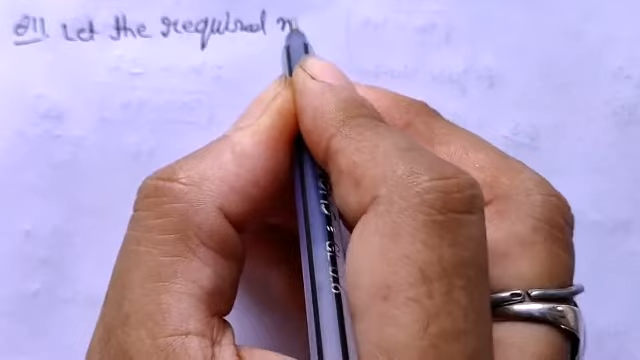 Q11. Let the required n